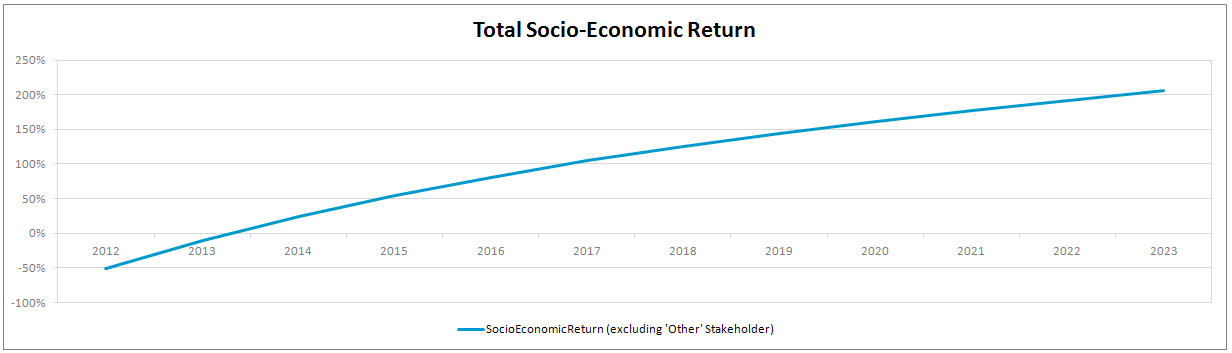 Total Socio-Economic Return
250%
200%
150%
100%
50%
0%
2012 2013 2014 2015 2016 2017 2018 2019 2020 2021 2022 2023
-50%
-100%
SocioEconomicReturn (excluding 'Other' Stakeholder)